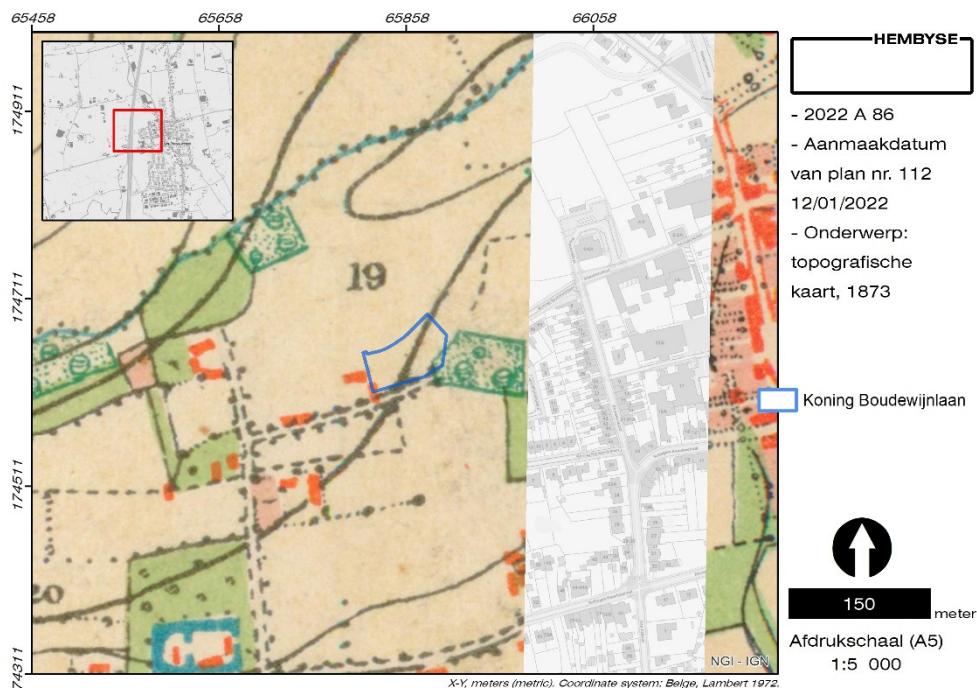 65458 65658 65858 66058
174911
174711
174511
174311
19
20
NGI - IGN
X-Y, meters (metric). Coordinate system: Belge, Lambert 1972.
HEMBYSE
- 2022 A 86
- Aanmaakdatum
van plan nr. 112
12/01/2022
- Onderwerp:
topografische
kaart, 1873
Koning Boudewijnlaan
150
meter
Afdrukschaal (A5)
1:5 000